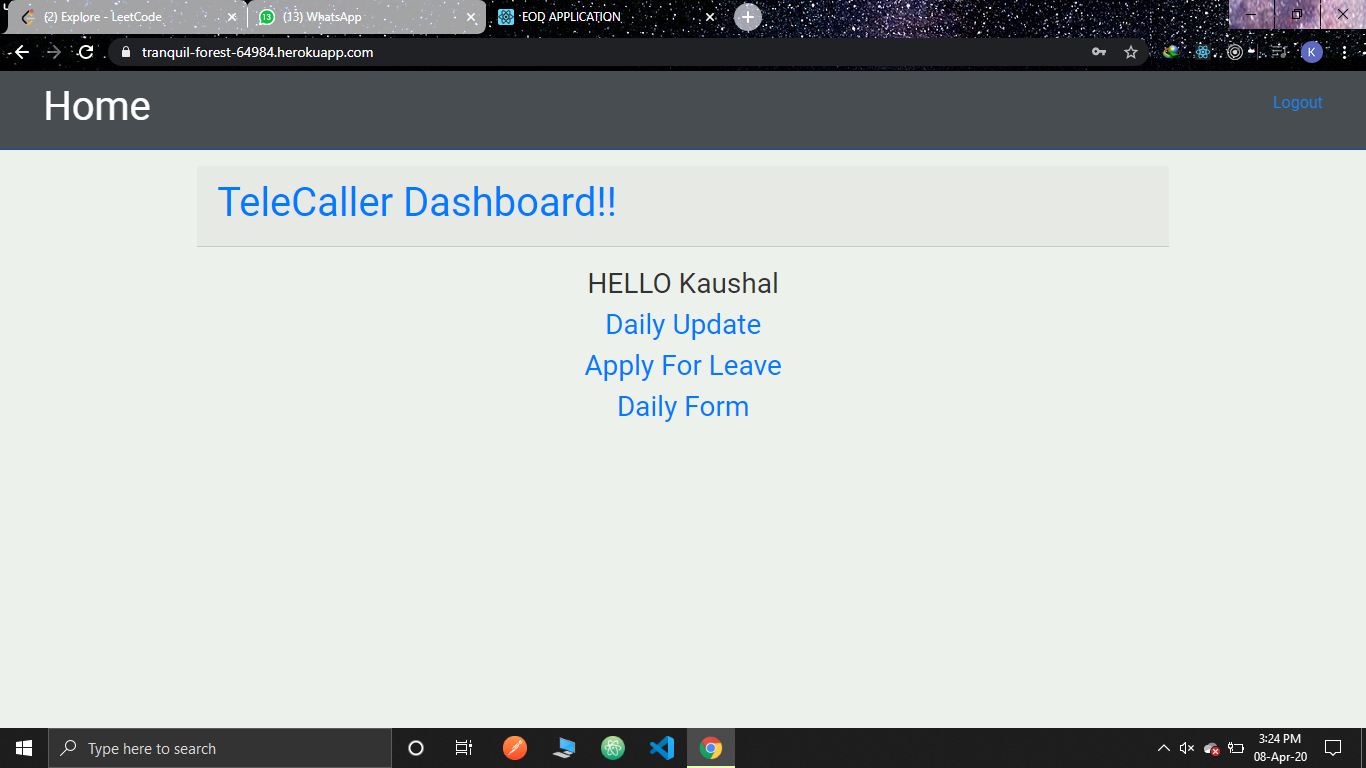 (2) Explore - LeetCode
13
(13) WhatsApp
EOD APPLICATION
tranquil-forest-64984.herokuapp.com
K
Home
Logout
TeleCaller Dashboard!!
HELLO Kaushal
Daily Update
Apply For Leave
Daily Form
Type here to search
3:24 PM
08-Apr-20